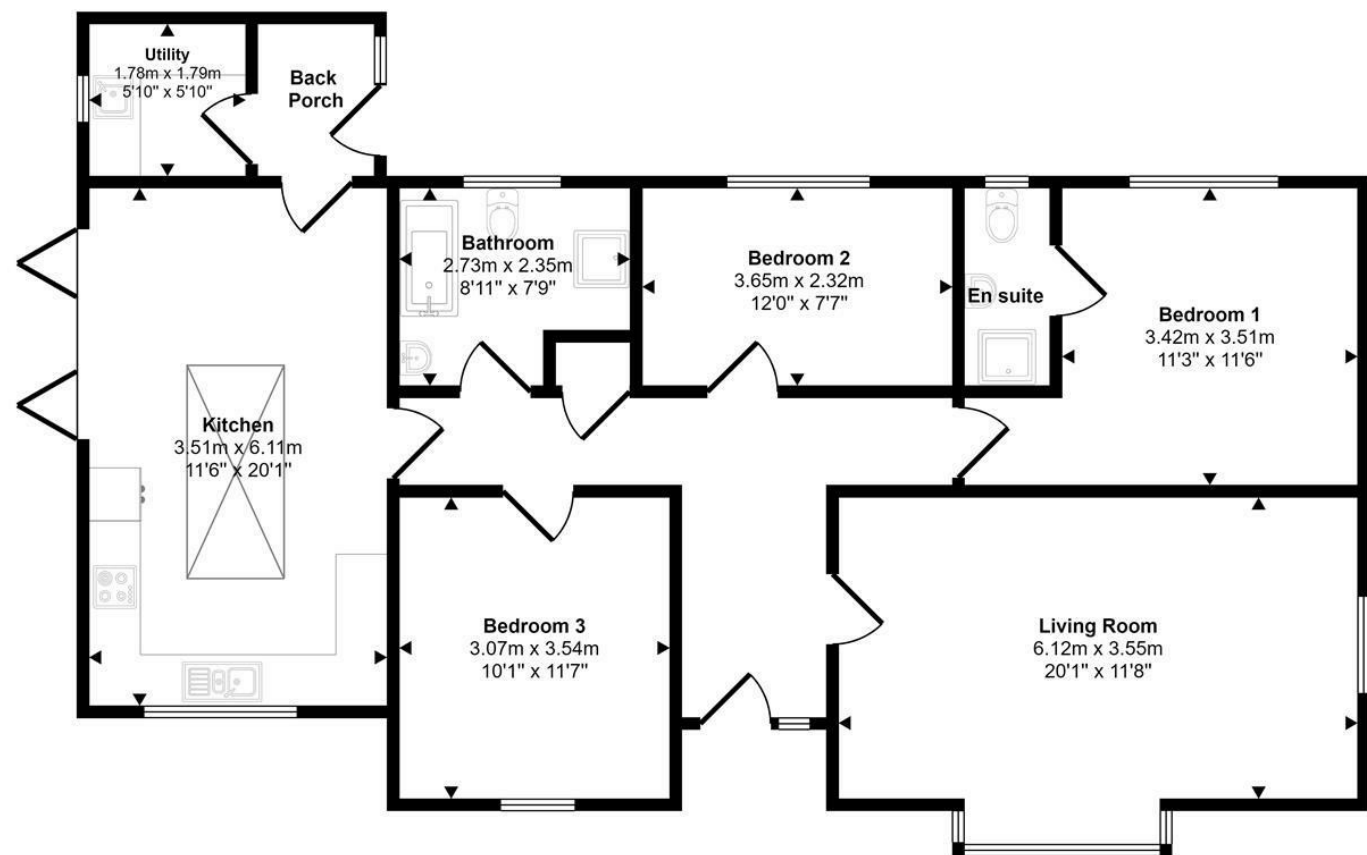 Utility
1.78m x 1.79m
5'10" x 5'10"
Back
Porch
Bathroom
2.73m x 2.35m
8'11" x 7'9"
Bedroom 2
3.65m x 2.32m
12'0" x 7'7"
En suite
Bedroom 1
3.42m x 3.51m
11'3" x 11'6"
Kitchen
3.51m x 6.11m
11'6" x 20'1"
Bedroom 3
3.07m x 3.54m
10'1" x 11'7"
Living Room
6.12m x 3.55m
20'1" x 11'8"